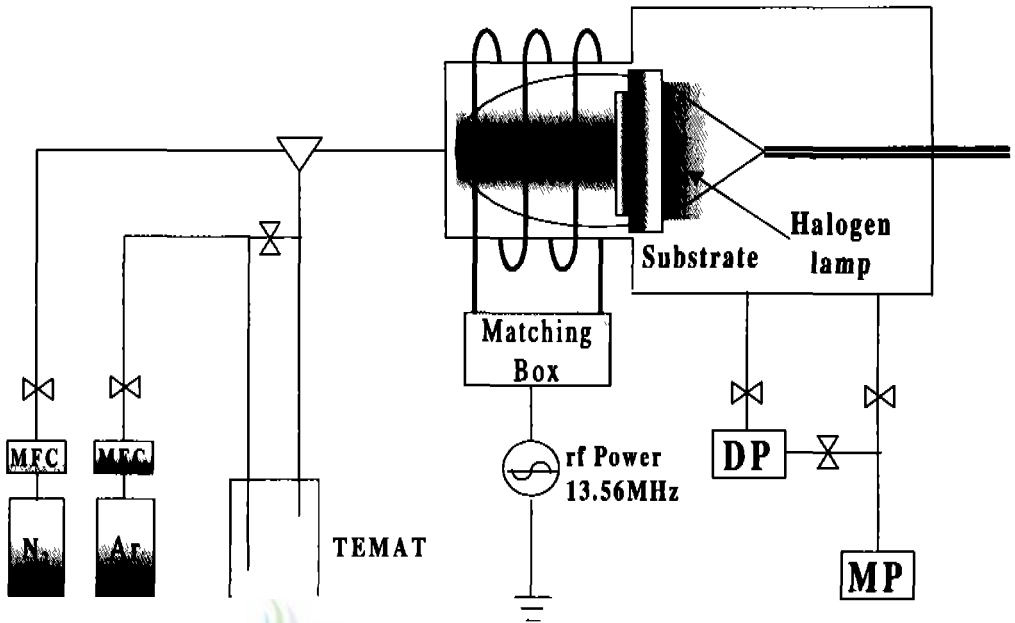 Halogen
lamp
Substrate
Matching
Box
MFC
MFC
rf Power
13.56MHz
DP
N₂
Ar
TEMAT
MP